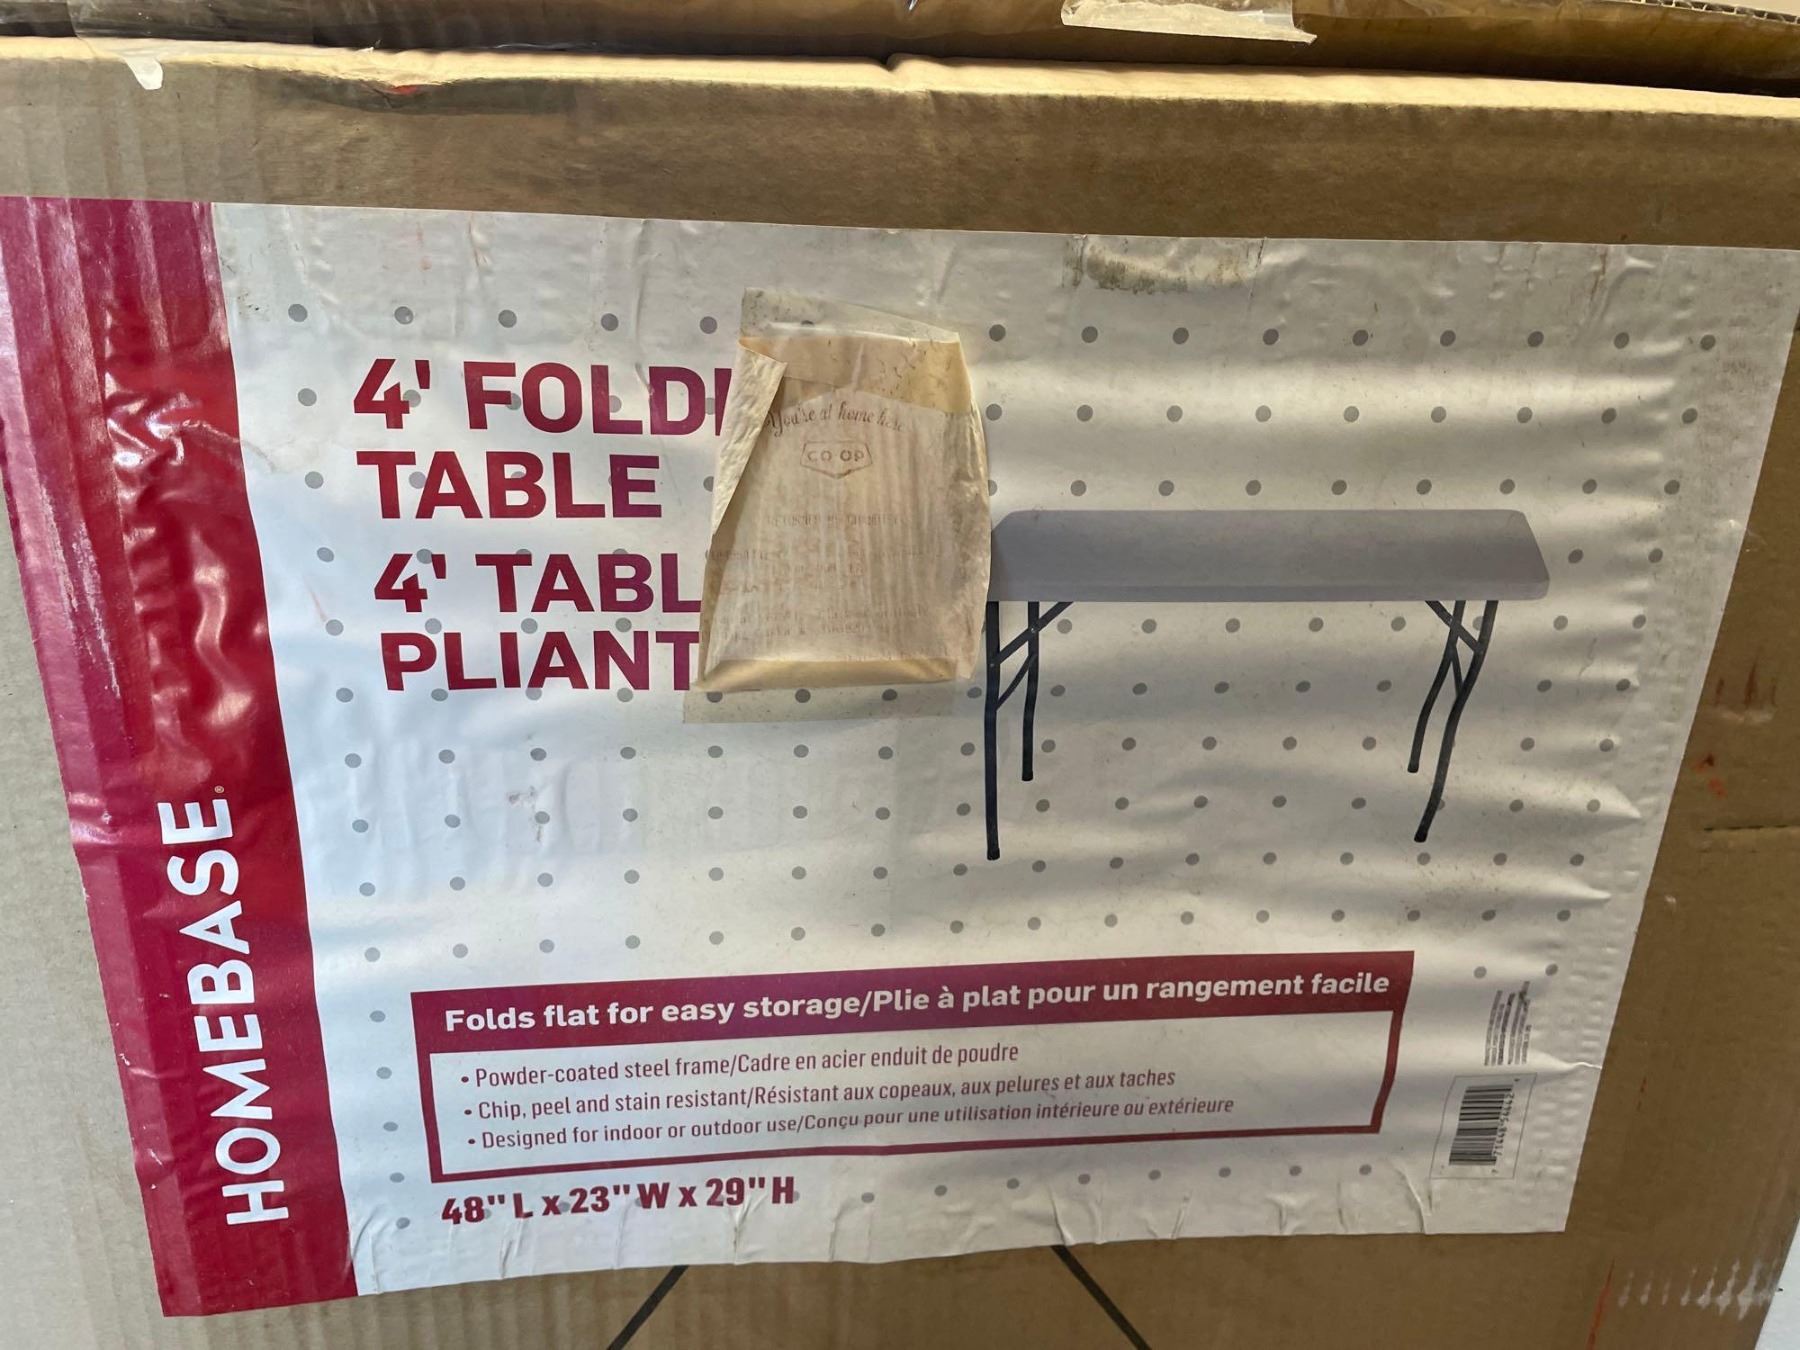 4' FOLDI
TABLE
4' TABL
PLIANT
You're at home here
CO-OP
HOMEBASE®
Folds flat for easy storage/Plie à plat pour un rangement facile
• Powder-coated steel frame/Cadre en acier enduit de poudre
• Chip, peel and stain resistant/Résistant aux copeaux, aux pelures et aux taches
• Designed for indoor or outdoor use/Conçu pour une utilisation intérieure ou extérieure
48" L x 23" W x 29" H